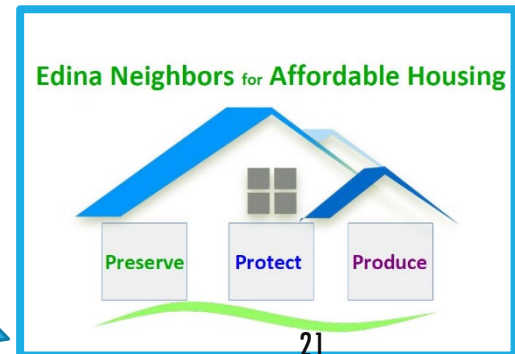 Edina Neighbors for Affordable Housing
Preserve Protect Produce
21